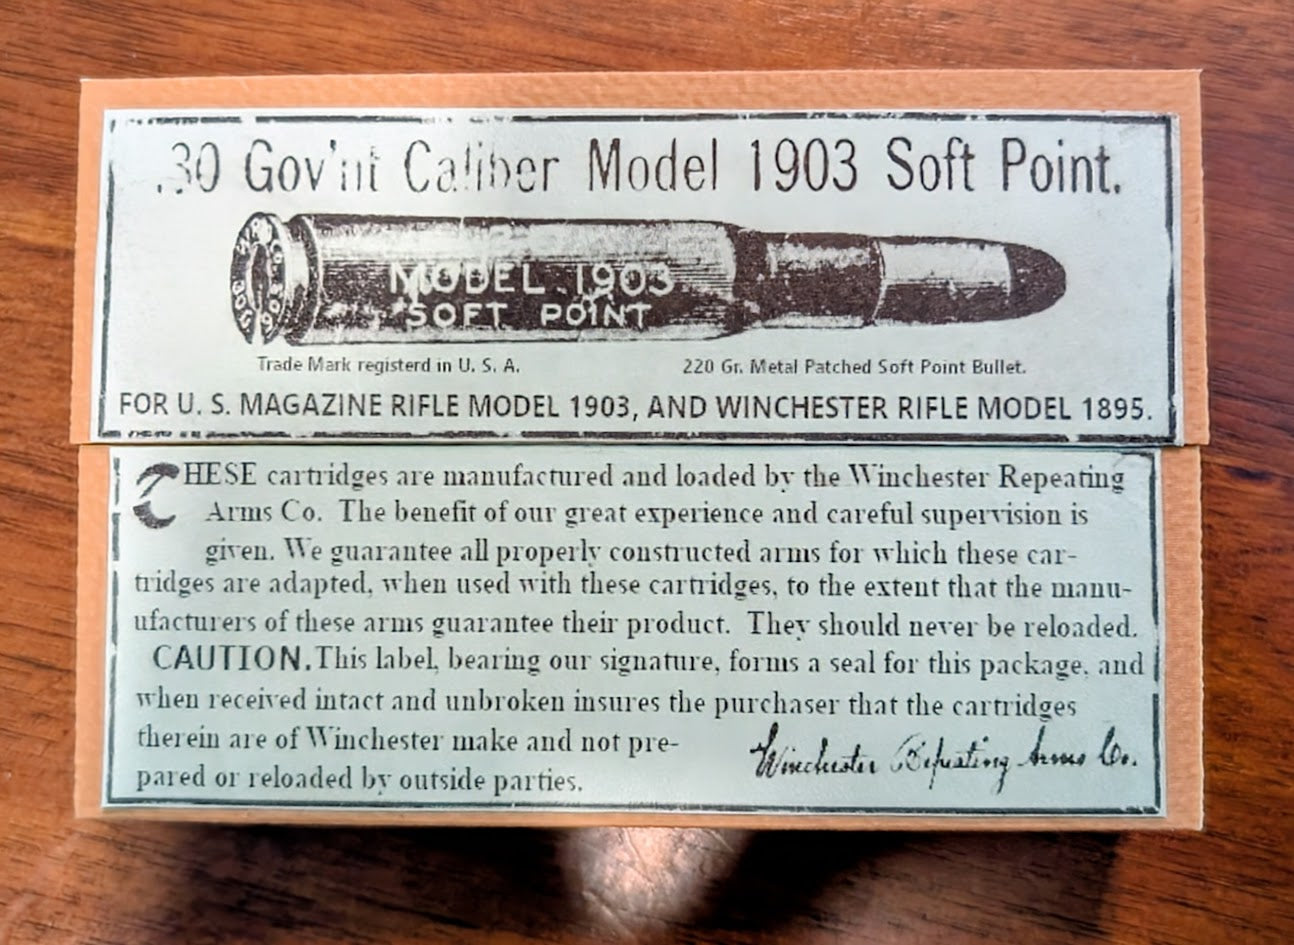 .30 Gov'nt Caliber Model 1903 Soft Point.
MODEL 1903
SOFT POINT
Trade Mark registerd in U. S. A.
220 Gr. Metal Patched Soft Point Bullet.
FOR U. S. MAGAZINE RIFLE MODEL 1903, AND WINCHESTER RIFLE MODEL 1895.
THESE cartridges are manufactured and loaded by the Winchester Repeating
Arms Co. The benefit of our great experience and careful supervision is
given. We guarantee all properly constructed arms for which these car-
tridges are adapted, when used with these cartridges, to the extent that the manu-
ufacturers of these arms guarantee their product. They should never be reloaded.
CAUTION. This label, bearing our signature, forms a seal for this package, and
when received intact and unbroken insures the purchaser that the cartridges
therein are of Winchester make and not pre-
pared or reloaded by outside parties.
Winchester Repeating Arms Co.